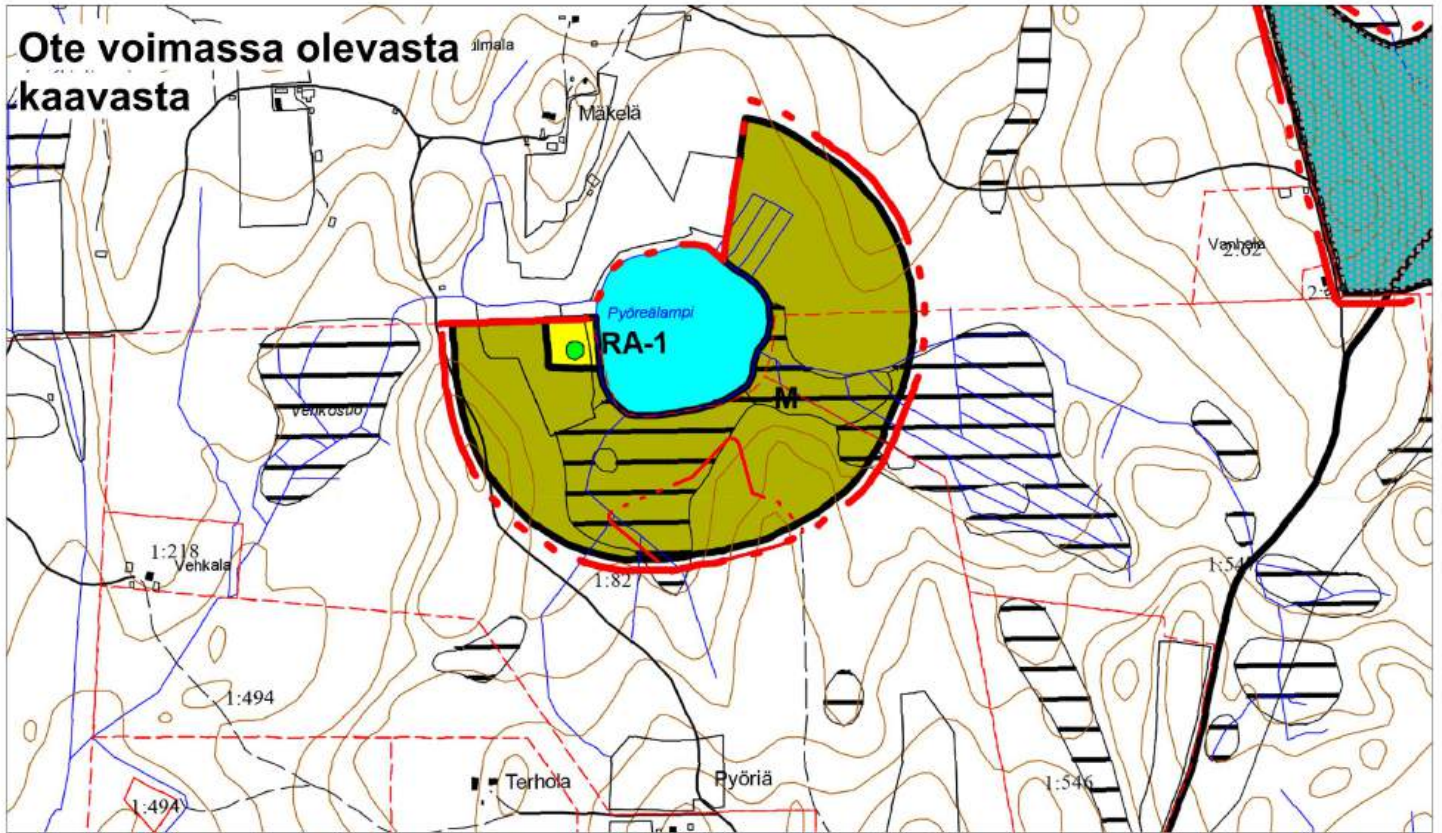 Ote voimassa olevasta
kaavasta
Mäkelä
2:62
Pyöreälampi
RA-1
M
1:218
Vehkala
1:82
1:494
Terhola
Pyöriä
1:546
1:494